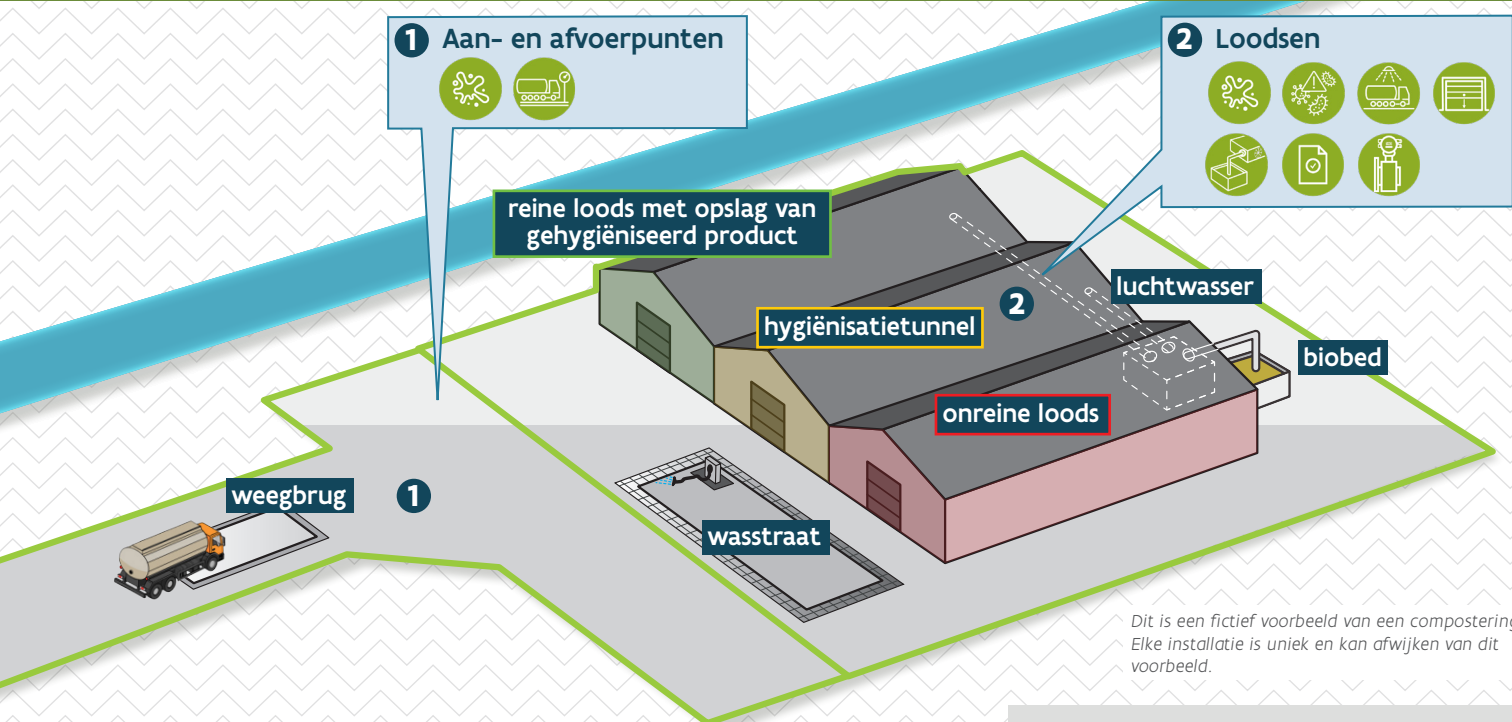 1 Aan- en afvoerpunten
2 Loodsen
reine loods met opslag van
gehygiëniseerd product
luchtwasser
2
hygiënisatietunnel
biobed
onreine loods
weegbrug
1
wasstraat
Dit is een fictief voorbeeld van een compostering
Elke installatie is uniek en kan afwijken van dit
voorbeeld.